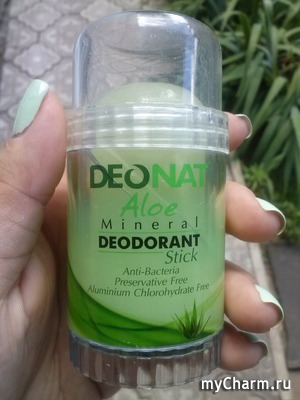 DEONAT
Aloe
Mineral
DEODORANT
Stick
Anti-Bacteria
Preservative Free
Aluminium Chlorohydrate Free
myCharm.ru